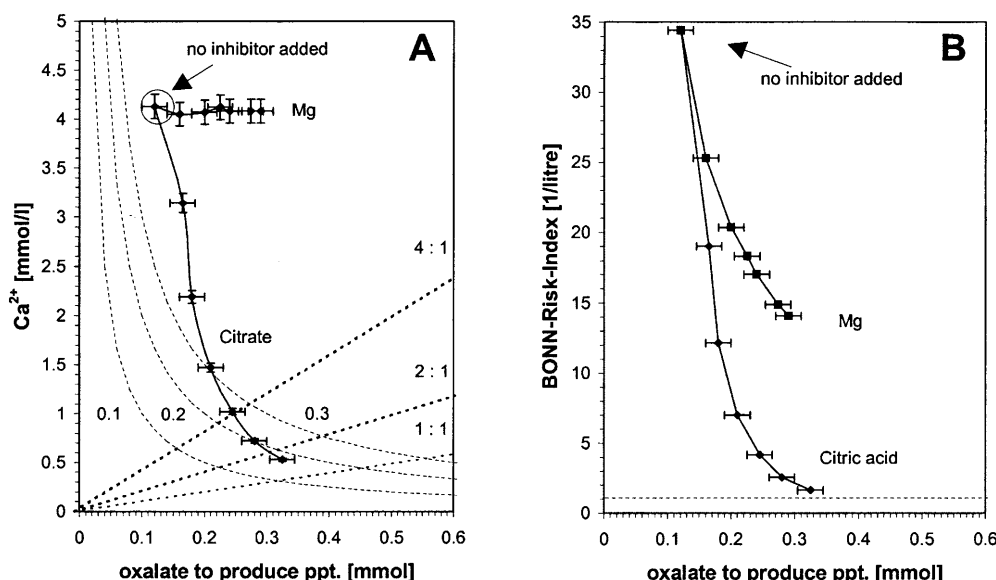 A
no inhibitor added
Mg
Citrate
4 : 1
2 : 1
1 : 1
0.1
0.2
0.3
5
4.5
4
3.5
3
2.5
2
1.5
1
0.5
0
0
0.1
0.2
0.3
0.4
0.5
0.6
Ca2+ [mmol/l]
oxalate to produce ppt. [mmol]
B
no inhibitor added
Mg
Citric acid
35
30
25
20
15
10
5
0
0
0.1
0.2
0.3
0.4
0.5
0.6
BONN-Risk-Index [1/litre]
oxalate to produce ppt. [mmol]